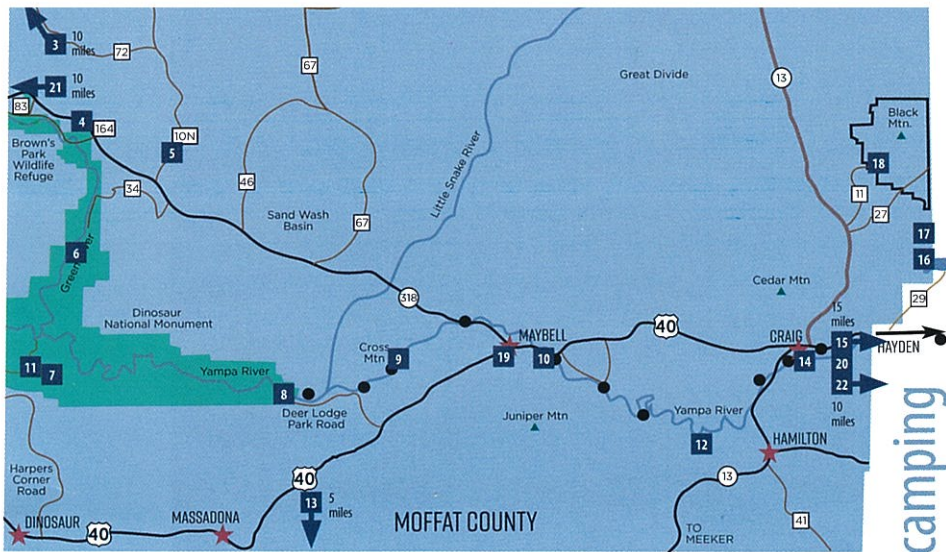 3
10
miles
72
67
13
Great Divide
21
10
miles
83
4
164
10N
5
Brown's
Park
Wildlife
Refuge
Black
Mtn.
18
34
46
Little Snake River
11
27
Sand Wash
Basin
67
17
6
Green River
16
Cedar Mtn
29
318
Dinosaur
National Monument
15
miles
40
MAYBELL
CRAIG
15
HAYDEN
Cross
Mtn
9
19
10
14
20
11
7
Yampa River
22
8
Deer Lodge
Park Road
Juniper Mtn
Yampa River
10
miles
12
HAMILTON
camping
Harpers
Corner
Road
40
13
5
miles
13
DINOSAUR
40
MASSADONA
MOFFAT COUNTY
TO
MEEKER
41